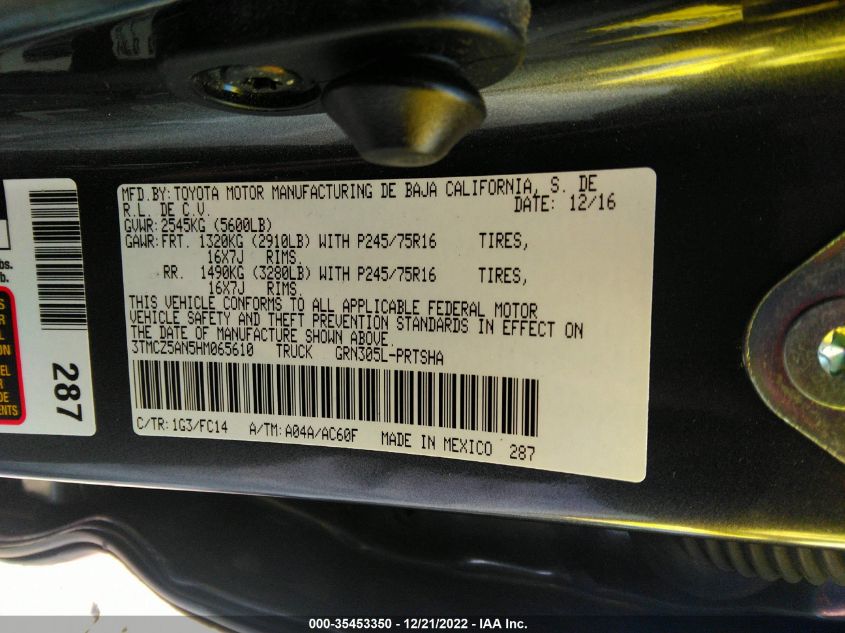 MFD.BY:TOYOTA MOTOR MANUFACTURING DE BAJA CALIFORNIA, S. DE
R.L. DE C.V. DATE: 12/16
GVWR:2545KG (5600LB)
GAWR:FRT. 1320KG (2910LB) WITH P245/75R16 TIRES,
16X7J RIMS.
RR. 1490KG (3280LB) WITH P245/75R16 TIRES,
16X7J RIMS.
THIS VEHICLE CONFORMS TO ALL APPLICABLE FEDERAL MOTOR
VEHICLE SAFETY AND THEFT PREVENTION STANDARDS IN EFFECT ON
THE DATE OF MANUFACTURE SHOWN ABOVE.
3TMCZ5AN5HM065610 TRUCK GRN305L-PRTSHA
C/TR:1G3/FC14 A/TM:A04A/AC60F MADE IN MEXICO 287
287
000-35453350 - 12/21/2022 - IAA Inc.